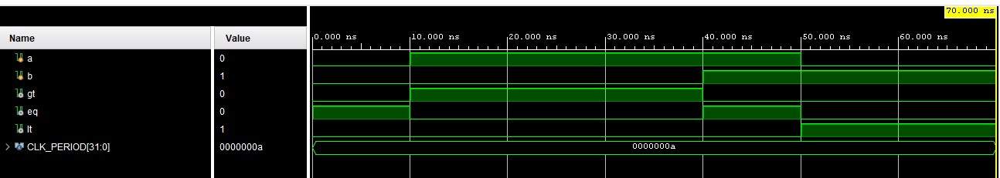 70.000 ns
Name Value
0.000 ns 10.000 ns 20.000 ns 30.000 ns 40.000 ns 50.000 ns 60.000 ns
a 0
b 1
gt 0
eq 0
lt 1
CLK_PERIOD[31:0] 0000000a 0000000a